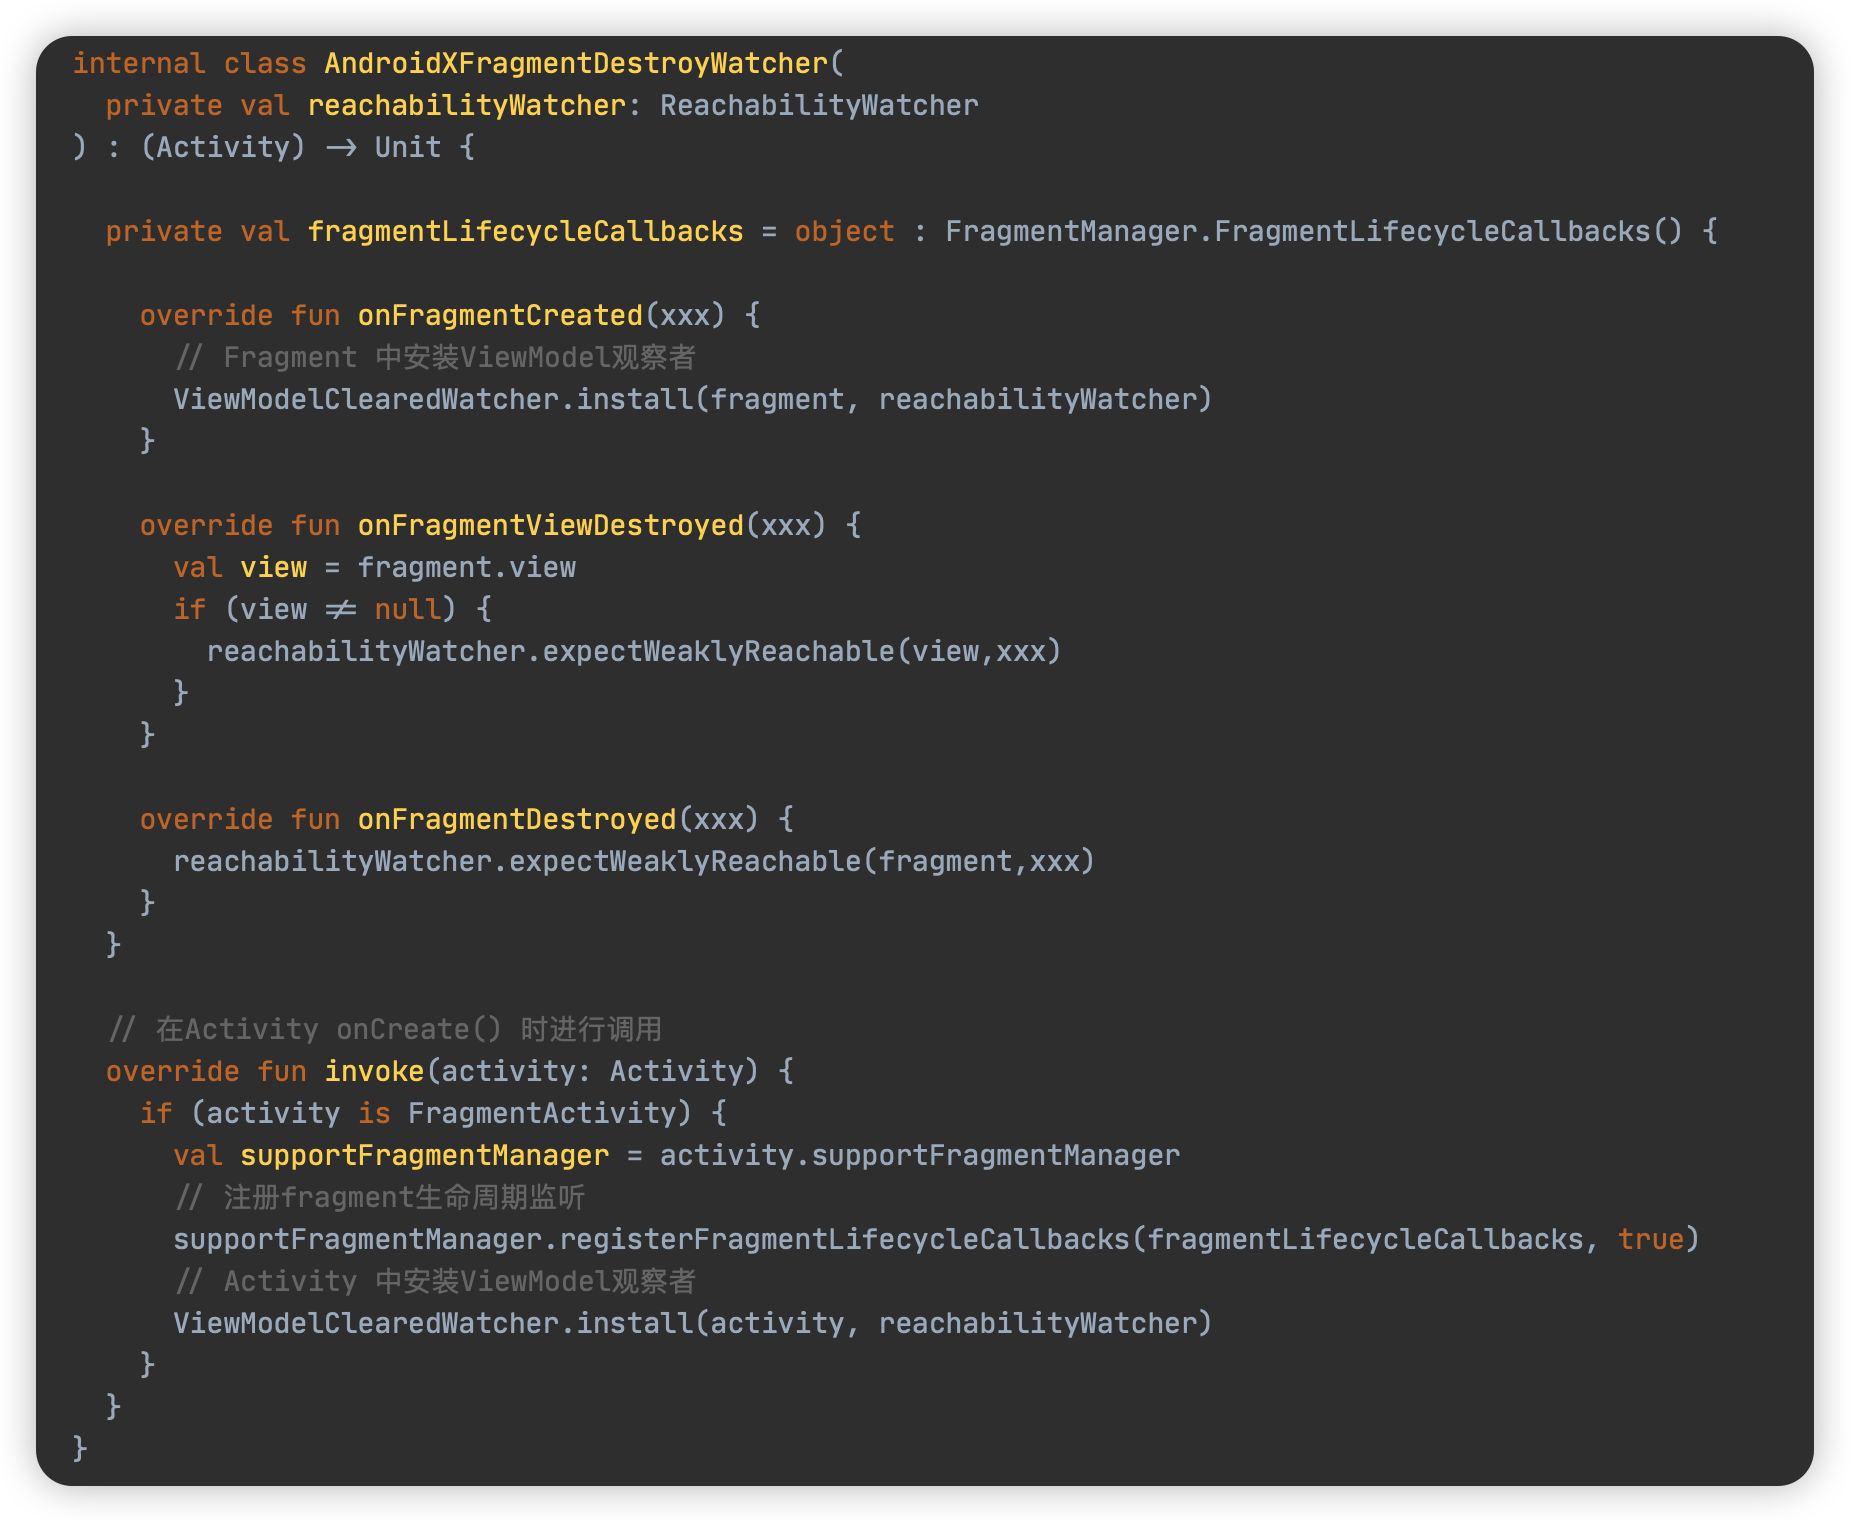 internal class AndroidXFragmentDestroyWatcher(
  private val reachabilityWatcher: ReachabilityWatcher
) : (Activity) -> Unit {

  private val fragmentLifecycleCallbacks = object : FragmentManager.FragmentLifecycleCallbacks() {

    override fun onFragmentCreated(xxx) {
      // Fragment 中安装ViewModel观察者
      ViewModelClearedWatcher.install(fragment, reachabilityWatcher)
    }

    override fun onFragmentViewDestroyed(xxx) {
      val view = fragment.view
      if (view != null) {
        reachabilityWatcher.expectWeaklyReachable(view,xxx)
      }
    }

    override fun onFragmentDestroyed(xxx) {
      reachabilityWatcher.expectWeaklyReachable(fragment,xxx)
    }
  }

  // 在Activity onCreate() 时进行调用
  override fun invoke(activity: Activity) {
    if (activity is FragmentActivity) {
      val supportFragmentManager = activity.supportFragmentManager
      // 注册fragment生命周期监听
      supportFragmentManager.registerFragmentLifecycleCallbacks(fragmentLifecycleCallbacks, true)
      // Activity 中安装ViewModel观察者
      ViewModelClearedWatcher.install(activity, reachabilityWatcher)
    }
  }
}